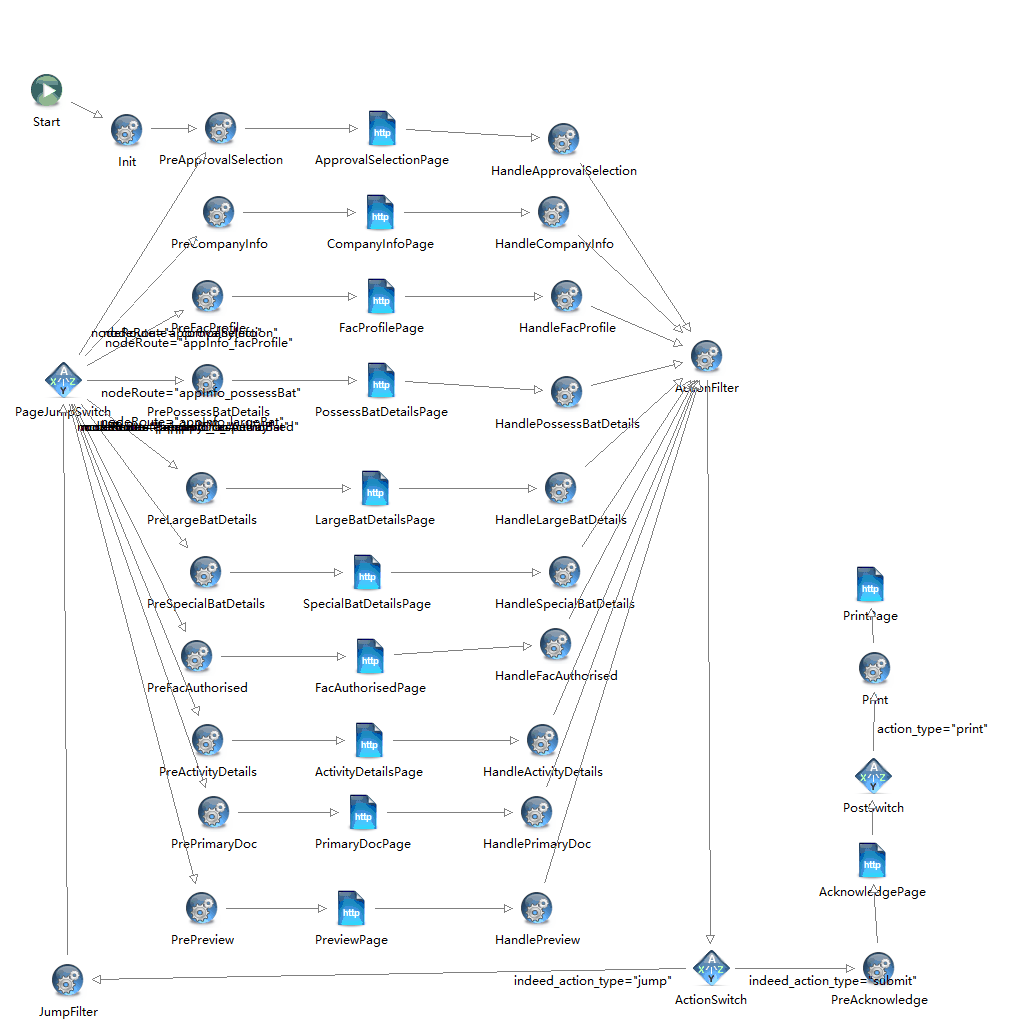 Start
Init
PreApprovalSelection
http
ApprovalSelectionPage
HandleApprovalSelection
PreCompanyInfo
http
CompanyInfoPage
HandleCompanyInfo
PreFacProfile
http
FacProfilePage
HandleFacProfile
nodeRoute="appInfo_facProfile"
A
X Z
Y
PageJumpSwitch
nodeRoute="appInfo_possessBat"
PrePossessBatDetails
http
PossessBatDetailsPage
HandlePossessBatDetails
ActionFilter
nodeRoute="appInfo_largeBat"
PreLargeBatDetails
http
LargeBatDetailsPage
HandleLargeBatDetails
PreSpecialBatDetails
http
SpecialBatDetailsPage
HandleSpecialBatDetails
http
PrintPage
PreFacAuthorised
http
FacAuthorisedPage
HandleFacAuthorised
Print
action_type="print"
PreActivityDetails
http
ActivityDetailsPage
HandleActivityDetails
A
X Z
Y
PostSwitch
PrePrimaryDoc
http
PrimaryDocPage
HandlePrimaryDoc
http
AcknowledgePage
PrePreview
http
PreviewPage
HandlePreview
JumpFilter
indeed_action_type="jump"
A
X Z
Y
ActionSwitch
indeed_action_type="submit"
PreAcknowledge